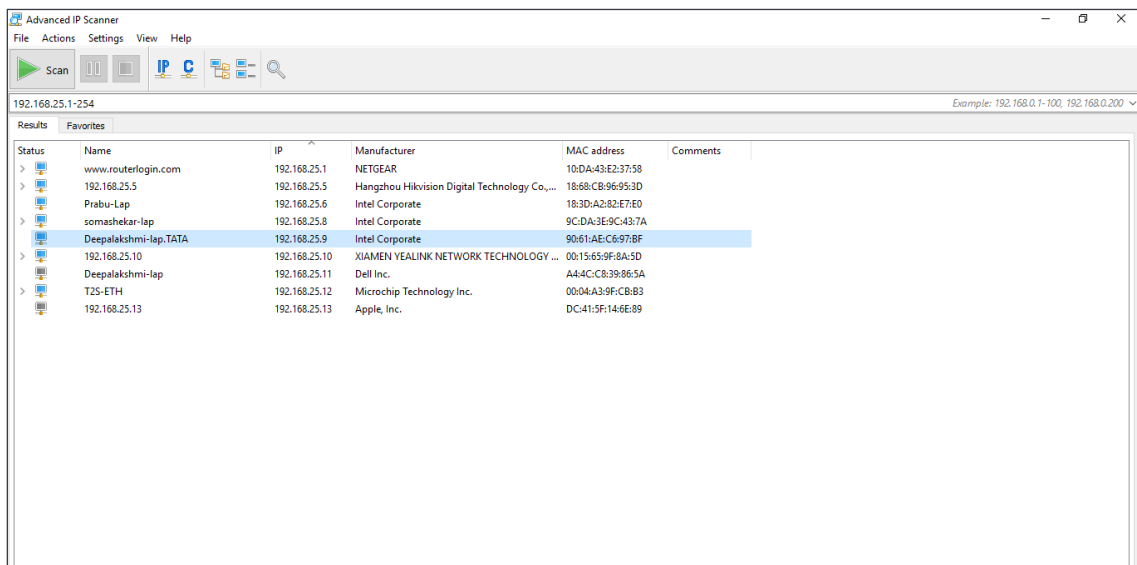 Advanced IP Scanner
File Actions Settings View Help
Scan IP C
192.168.25.1-254 Example: 192.168.0.1-100, 192.168.0.200
Results Favorites
Status Name IP Manufacturer MAC address Comments
www.routerlogin.com 192.168.25.1 NETGEAR 10:DA:43:E2:37:58
192.168.25.5 192.168.25.5 Hangzhou Hikvision Digital Technology Co.,... 18:68:CB:96:95:3D
Prabu-Lap 192.168.25.6 Intel Corporate 18:3D:A2:82:E7:E0
somashekar-lap 192.168.25.8 Intel Corporate 9C:DA:3E:9C:43:7A
Deepalakshmi-lap.TATA 192.168.25.9 Intel Corporate 90:61:AE:C6:97:BF
192.168.25.10 192.168.25.10 XIAMEN YEALINK NETWORK TECHNOLOGY ... 00:15:65:9F:8A:5D
Deepalakshmi-lap 192.168.25.11 Dell Inc. A4:4C:C8:39:86:5A
T2S-ETH 192.168.25.12 Microchip Technology Inc. 00:04:A3:9F:CB:B3
192.168.25.13 192.168.25.13 Apple, Inc. DC:41:5F:14:6E:89